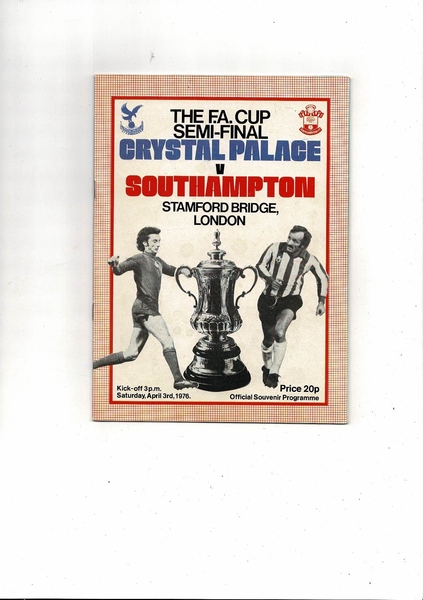 THE F.A. CUP
SEMI-FINAL
CRYSTAL PALACE
v
SOUTHAMPTON
STAMFORD BRIDGE,
LONDON
Kick-off 3p.m.
Saturday, April 3rd, 1976.
Price 20p
Official Souvenir Programme